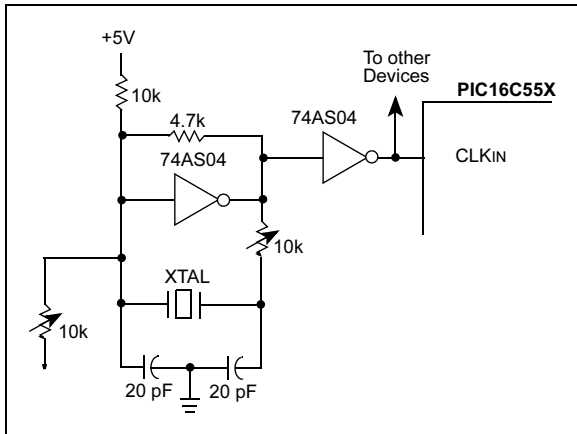 +5V
10k
4.7k
74AS04
74AS04
To other
Devices
PIC16C55X
CLKIN
10k
XTAL
10k
20 pF
20 pF